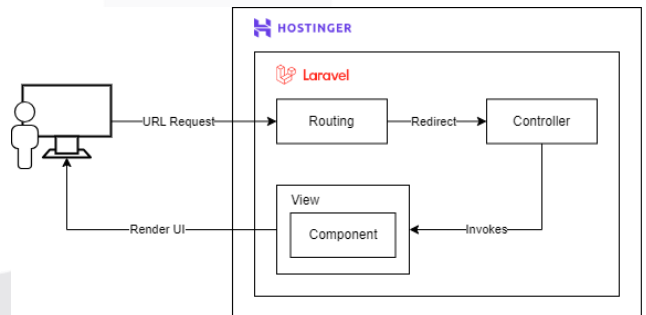 HOSTINGER
Laravel
URL Request
Routing
Redirect
Controller
View
Component
Render UI
Invokes